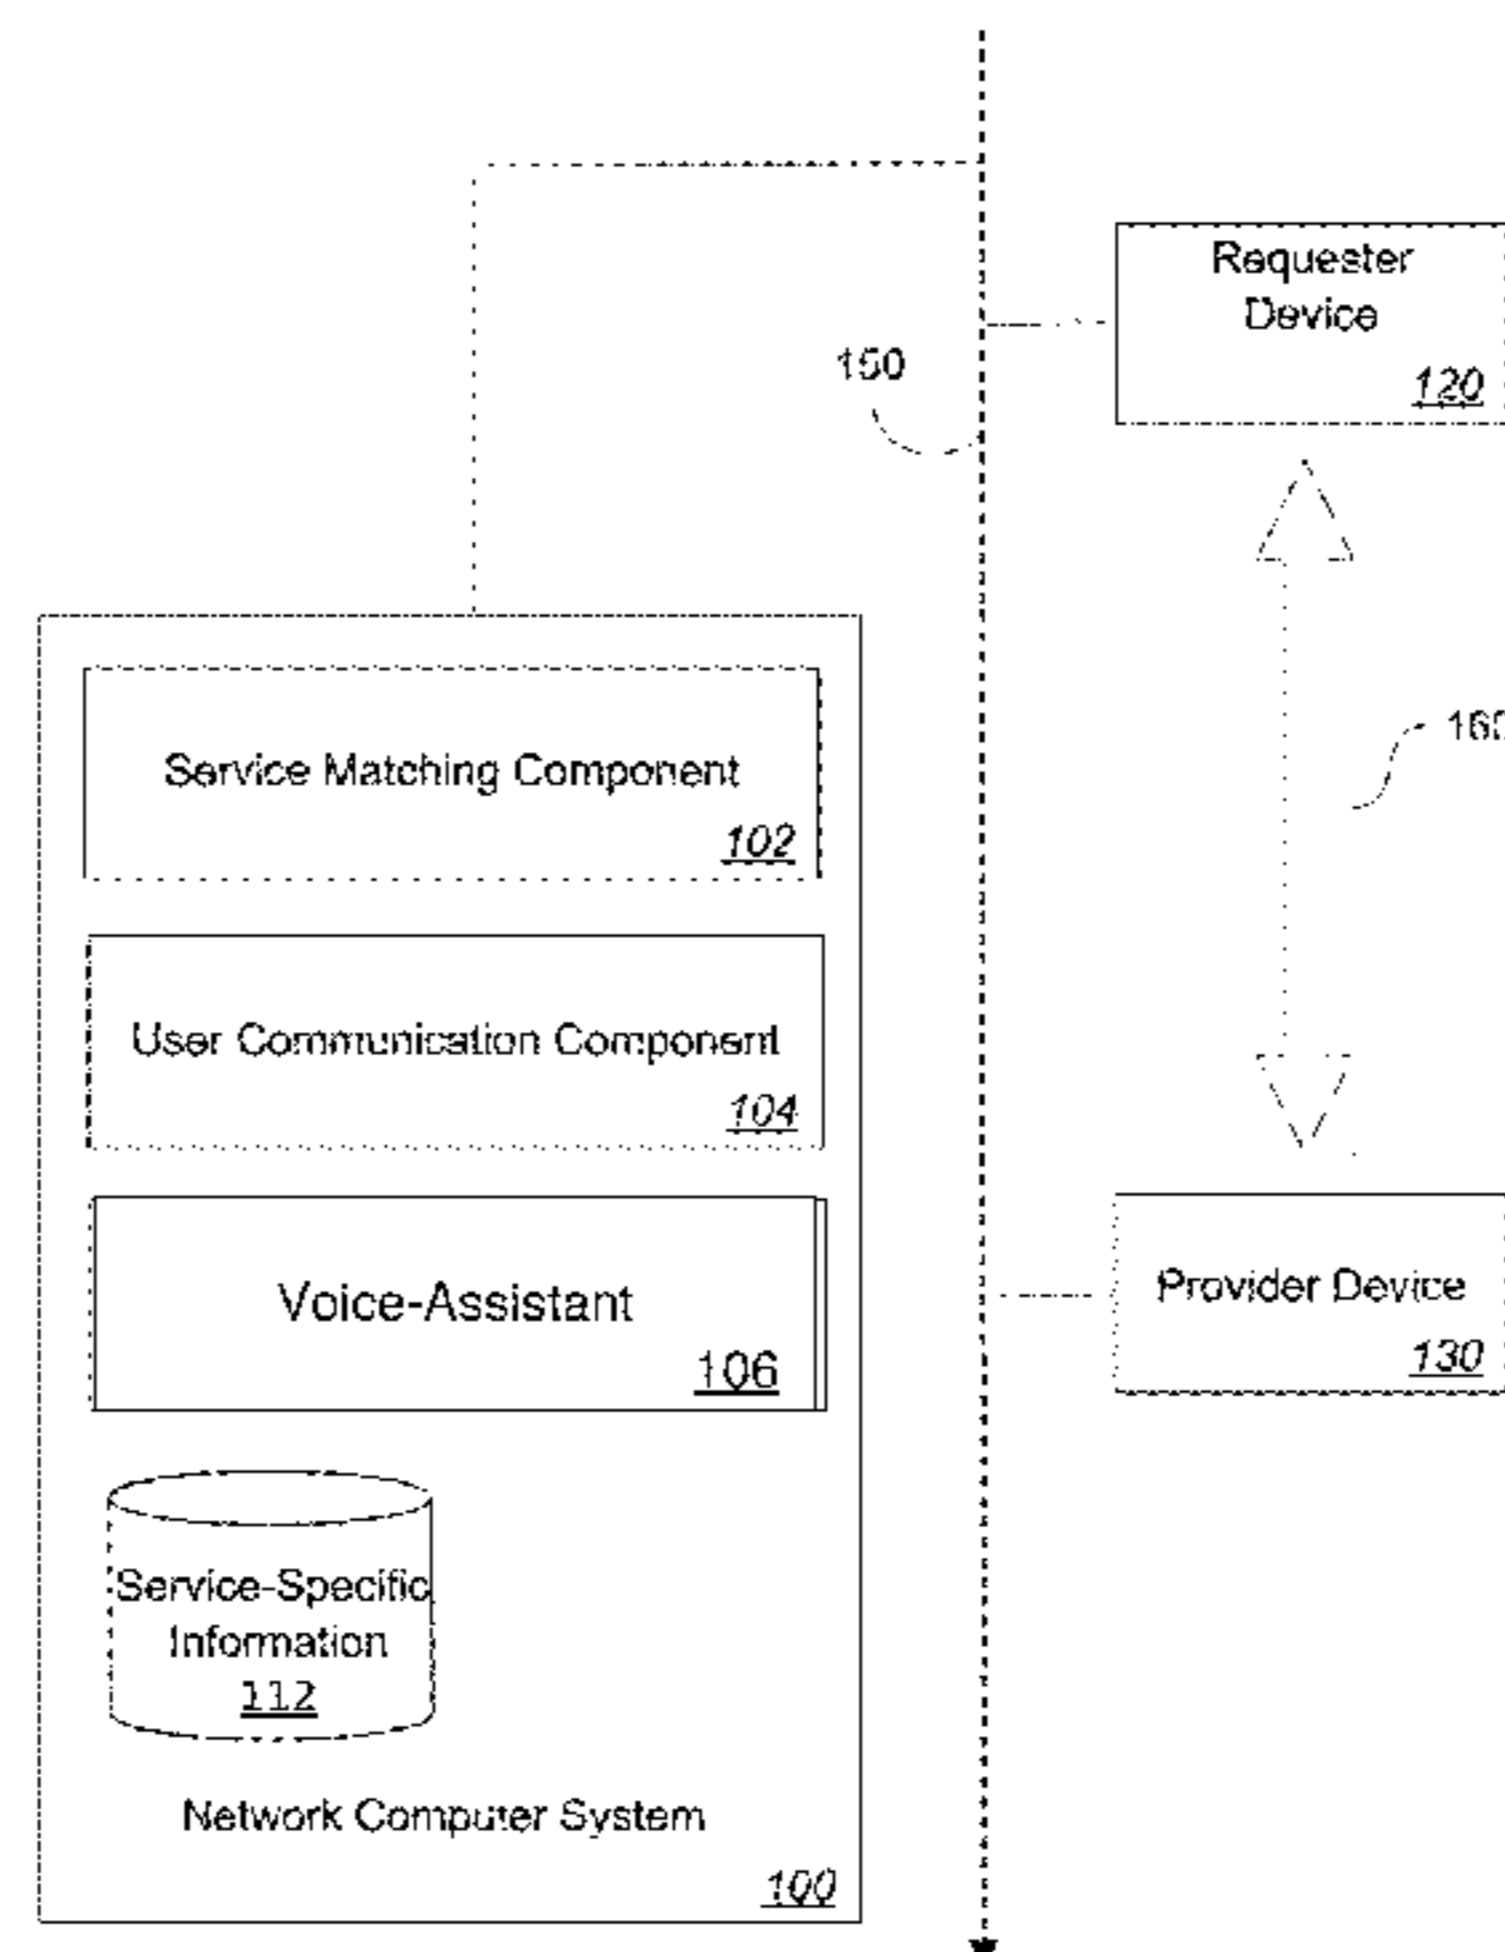 Requester
Device
120
150
Service Matching Component
102
User Communication Component
104
Voice-Assistant
106
Service-Specific
Information
112
Network Computer System
100
160
Provider Device
130